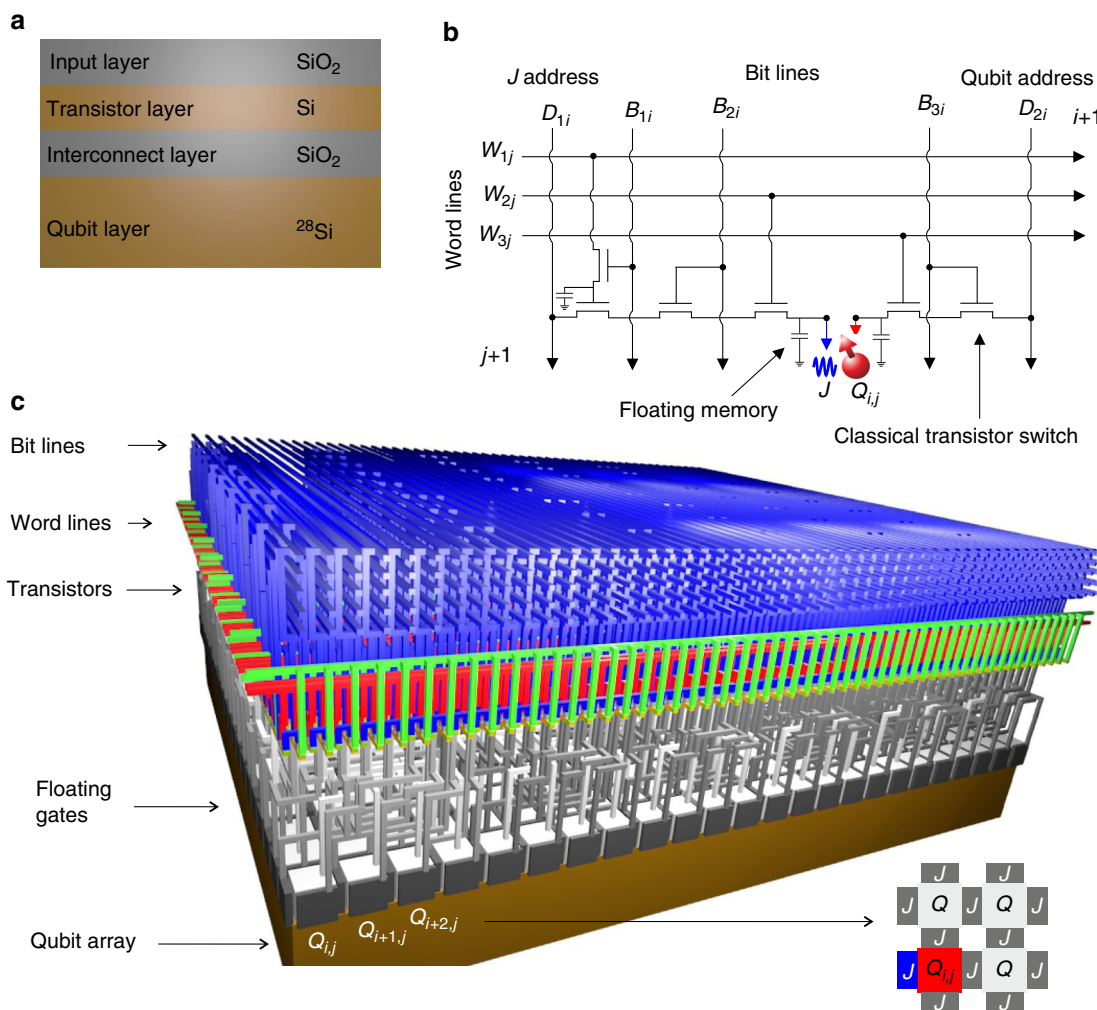 a
Input layer SiO2
Transistor layer Si
Interconnect layer SiO2
Qubit layer 28Si
b
J address Bit lines Qubit address
D1i B1i B2i B3i D2i i+1
Word lines
W1j
W2j
W3j
j+1
J Qi,j
Floating memory
Classical transistor switch
c
Bit lines
Word lines
Transistors
Floating
gates
Qubit array
Qi,j Qi+1,j Qi+2,j
J J
J Q J Q J
J J
J Qi,j J Q J
J J